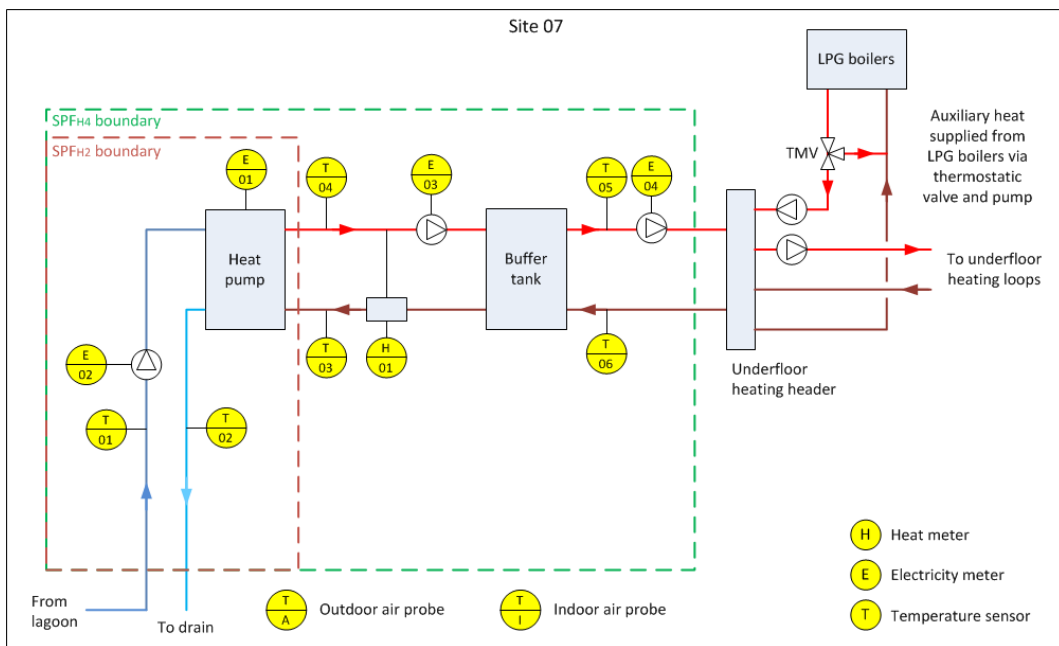 Site 07
LPG boilers
Auxiliary heat
supplied from
LPG boilers via
thermostatic
valve and pump
TMV
SPFH4 boundary
SPFH2 boundary
E
01
T
04
E
03
T
05
E
04
Heat
pump
Buffer
tank
To underfloor
heating loops
E
02
T
03
H
01
T
06
Underfloor
heating header
T
01
T
02
H
Heat meter
E
Electricity meter
T
Temperature sensor
From
lagoon
To drain
T
A
Outdoor air probe
T
I
Indoor air probe